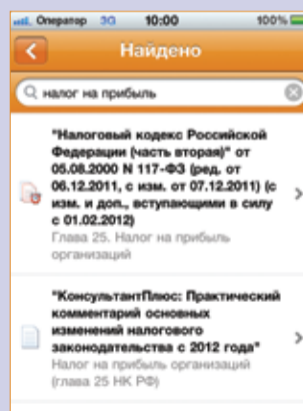 Оператор 3G 10:00 100%
Найдено
налог на прибыль
"Налоговый кодекс Российской
Федерации (часть вторая)" от
05.08.2000 N 117-ФЗ (ред. от
06.12.2011, с изм. от 07.12.2011) (с
изм. и доп., вступающими в силу
с 01.02.2012)
Глава 25. Налог на прибыль
организаций
"КонсультантПлюс: Практический
комментарий основных
изменений налогового
законодательства с 2012 года"
Налог на прибыль организаций
(глава 25 НК РФ)